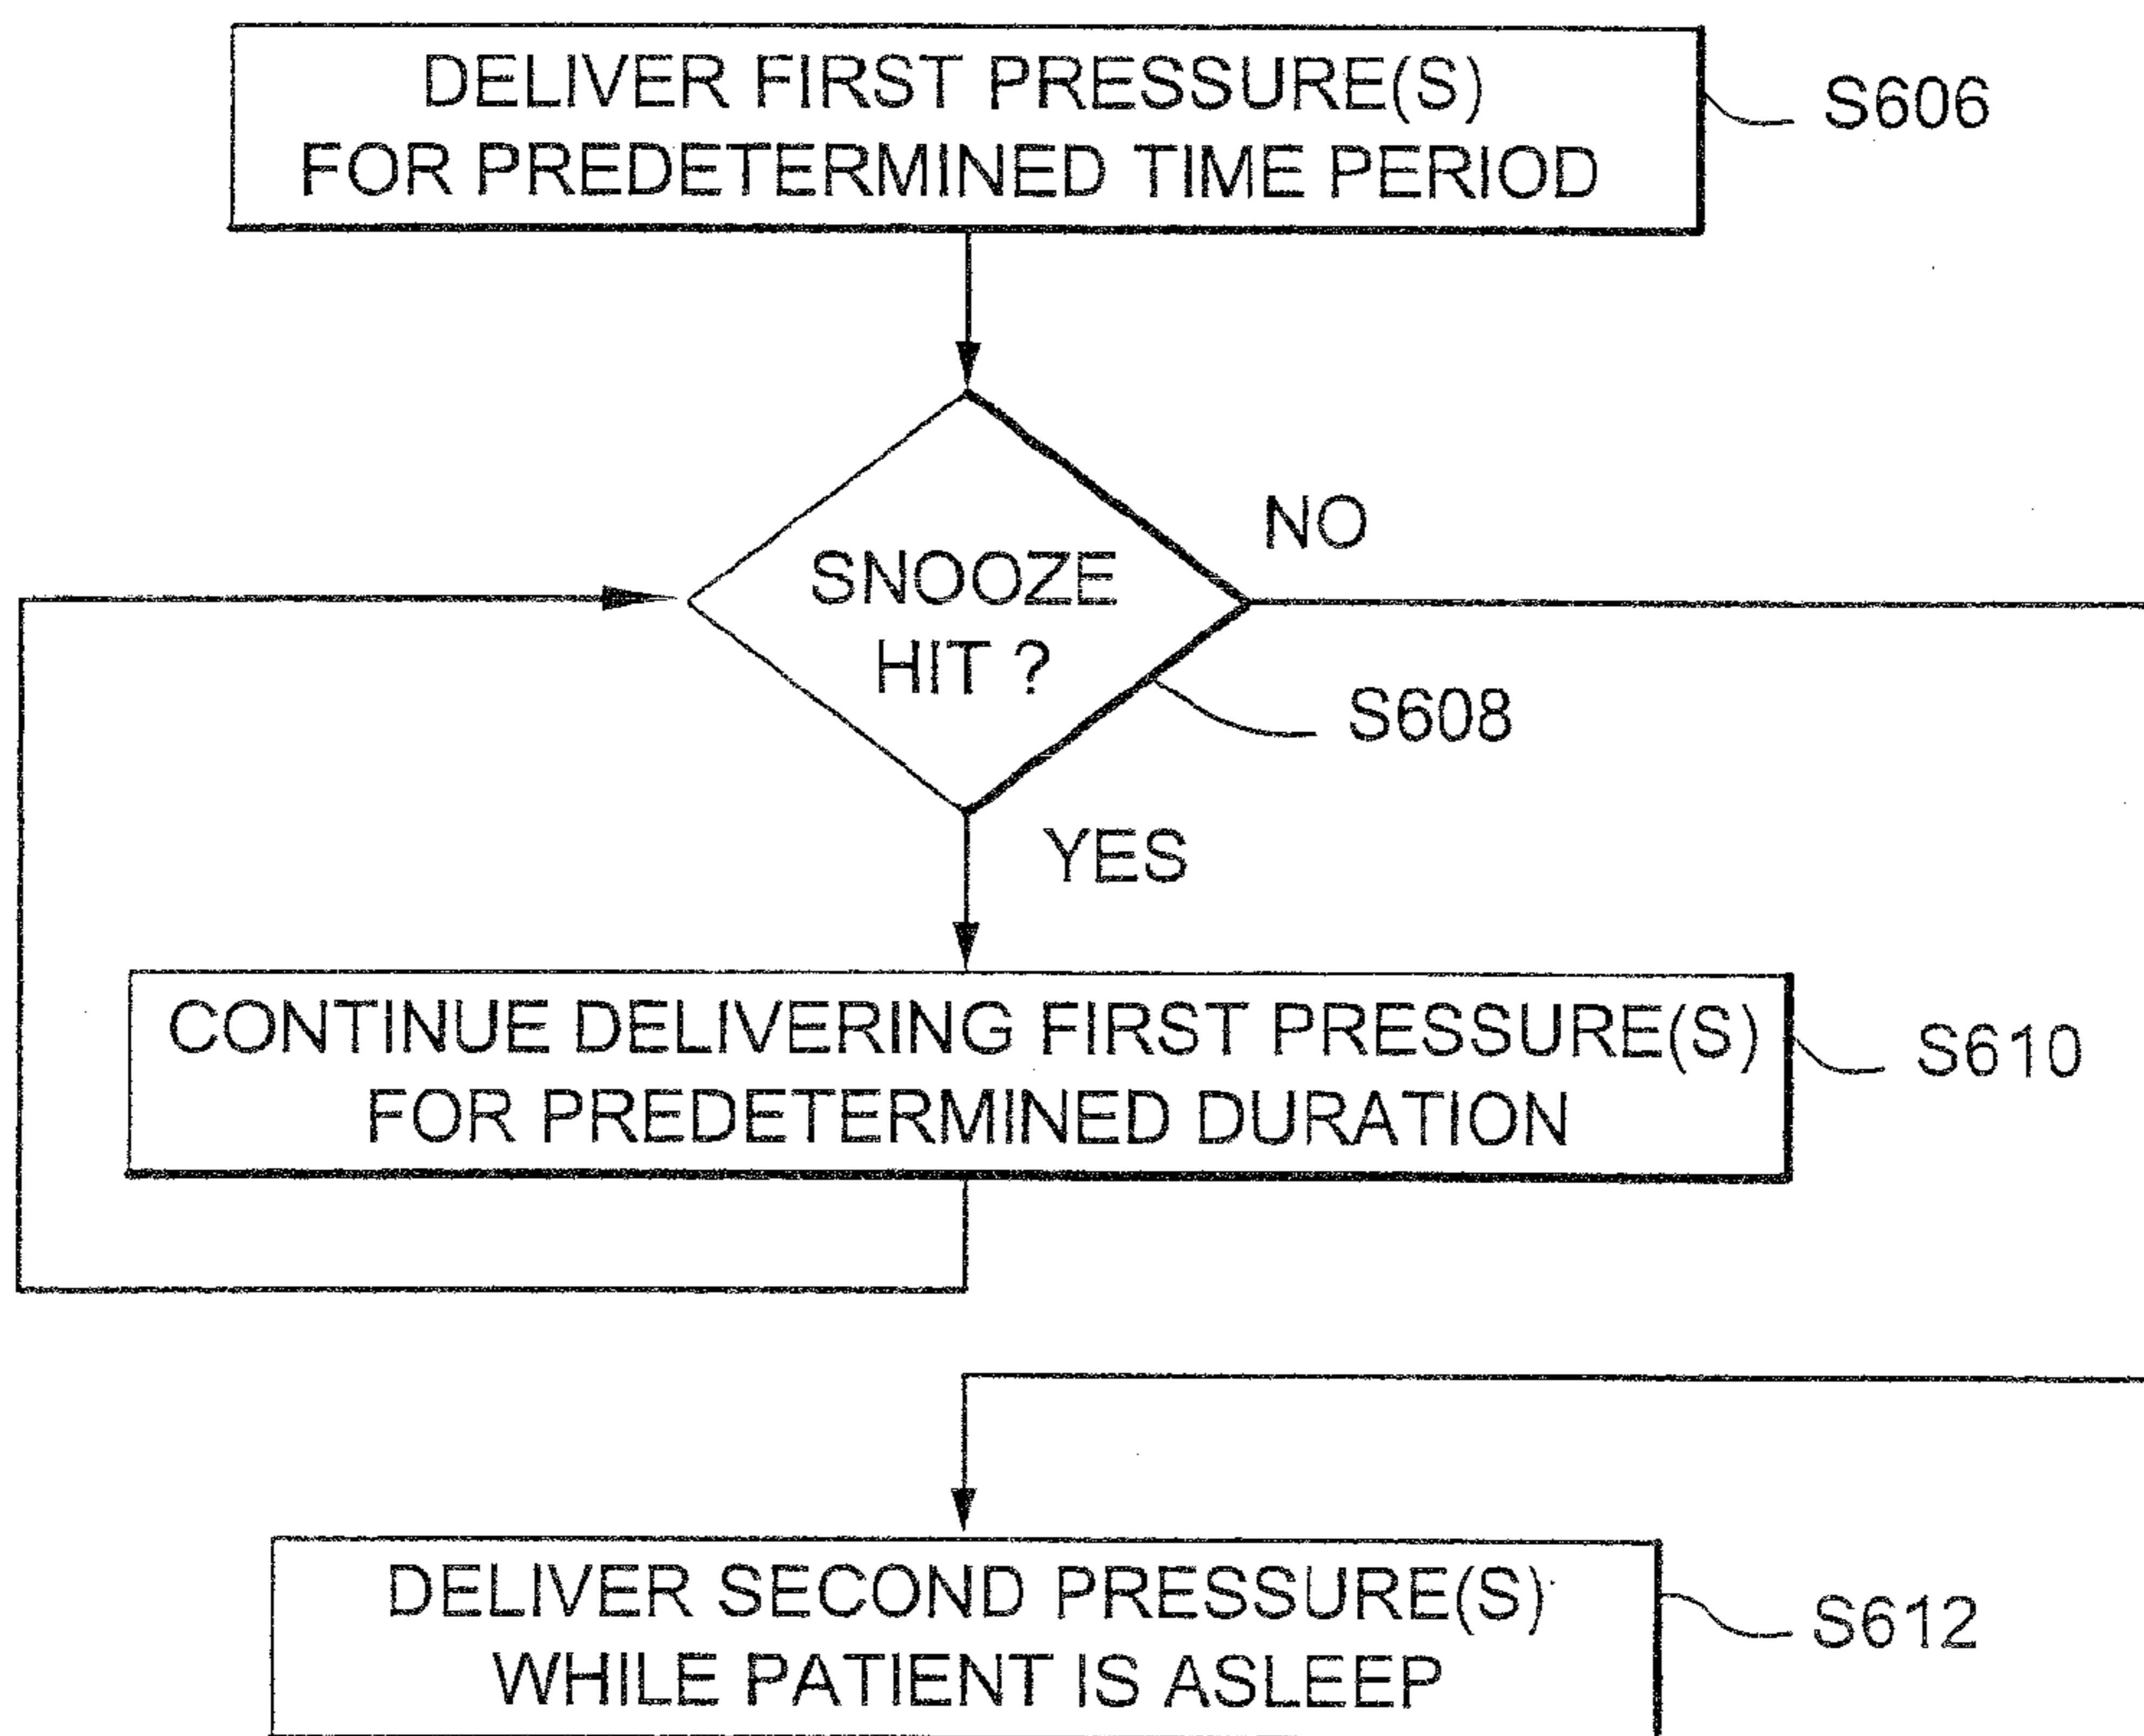 DELIVER FIRST PRESSURE(S)
FOR PREDETERMINED TIME PERIOD
S606
SNOOZE
HIT ?
NO
S608
YES
CONTINUE DELIVERING FIRST PRESSURE(S)
FOR PREDETERMINED DURATION
S610
DELIVER SECOND PRESSURE(S)
WHILE PATIENT IS ASLEEP
S612